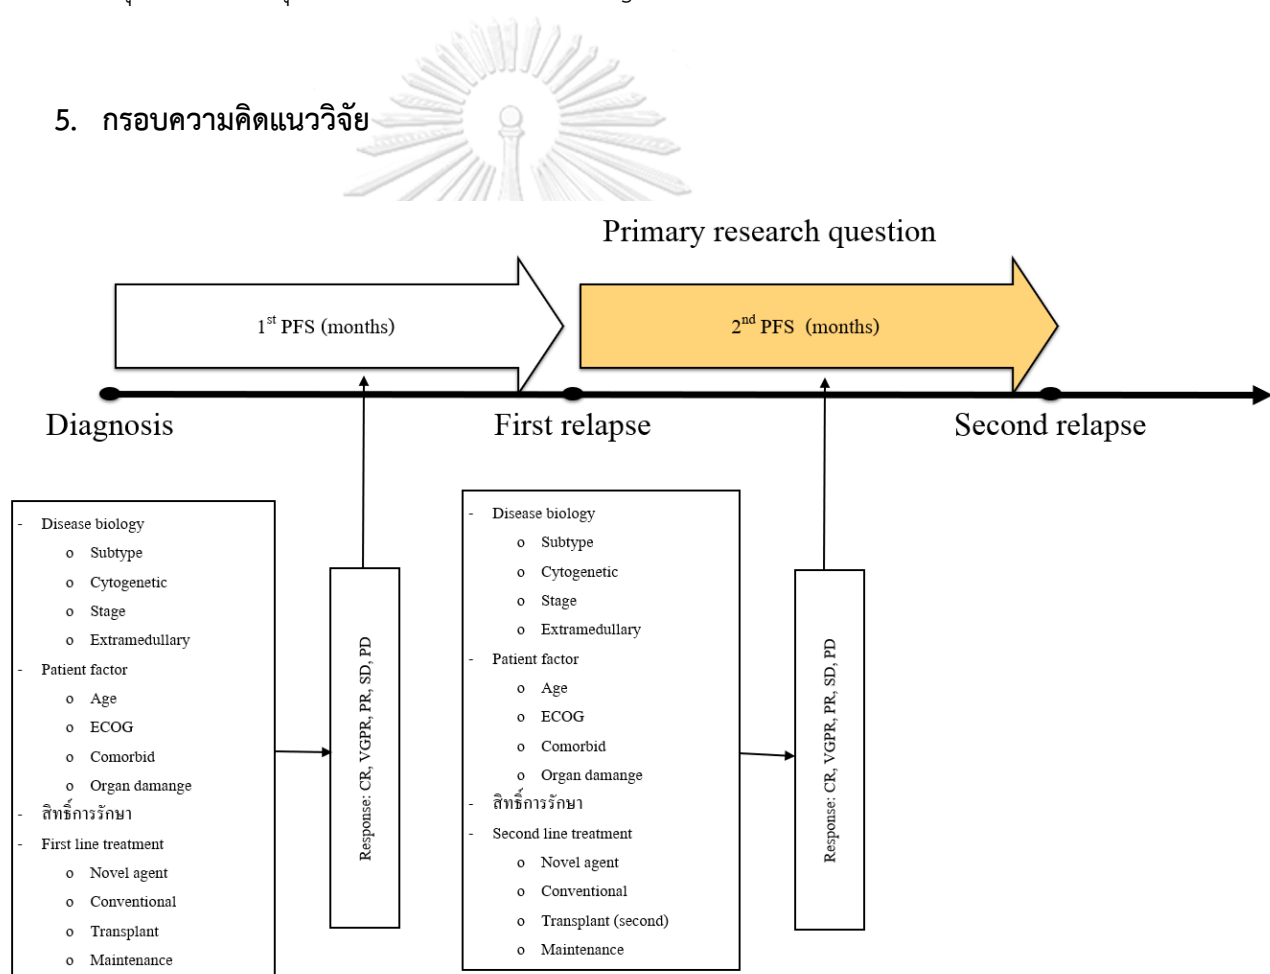 5. กรอบความคิดแนววิจัย
Primary research question
1st PFS (months)
2nd PFS (months)
Diagnosis
First relapse
Second relapse
- Disease biology
o Subtype
o Cytogenetic
o Stage
o Extramedullary
- Patient factor
o Age
o ECOG
o Comorbid
o Organ damange
- สิทธิ์การรักษา
- First line treatment
o Novel agent
o Conventional
o Transplant
o Maintenance
Response: CR, VGPR, PR, SD, PD
- Disease biology
o Subtype
o Cytogenetic
o Stage
o Extramedullary
- Patient factor
o Age
o ECOG
o Comorbid
o Organ damange
- สิทธิ์การรักษา
- Second line treatment
o Novel agent
o Conventional
o Transplant (second)
o Maintenance
Response: CR, VGPR, PR, SD, PD